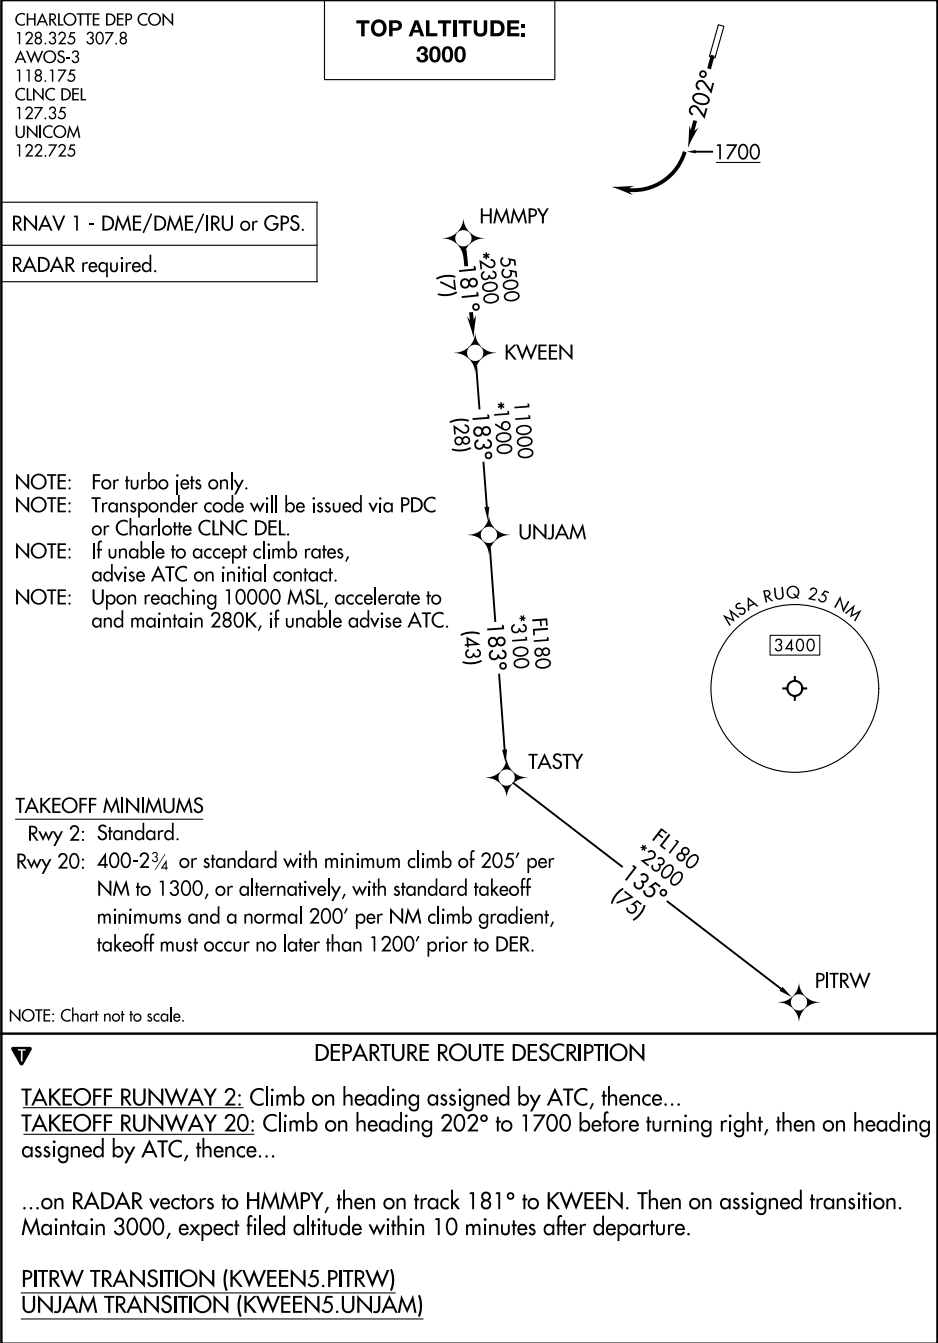 CHARLOTTE DEP CON
128.325 307.8
AWOS-3
118.175
CLNC DEL
127.35
UNICOM
122.725
TOP ALTITUDE:
3000
202°
1700
RNAV 1 - DME/DME/IRU or GPS.
RADAR required.
HMMPY
5500
*2300
181°
(7)
KWEEN
11000
*1900
183°
(28)
NOTE: For turbo jets only.
NOTE: Transponder code will be issued via PDC
or Charlotte CLNC DEL.
NOTE: If unable to accept climb rates,
advise ATC on initial contact.
NOTE: Upon reaching 10000 MSL, accelerate to
and maintain 280K, if unable advise ATC.
UNJAM
FL180
*3100
183°
(43)
MSA RUQ 25 NM
3400
TASTY
TAKEOFF MINIMUMS
Rwy 2: Standard.
Rwy 20: 400-2¾ or standard with minimum climb of 205' per
NM to 1300, or alternatively, with standard takeoff
minimums and a normal 200' per NM climb gradient,
takeoff must occur no later than 1200' prior to DER.
FL180
*2300
135°
(75)
PITRW
NOTE: Chart not to scale.
T
DEPARTURE ROUTE DESCRIPTION
TAKEOFF RUNWAY 2: Climb on heading assigned by ATC, thence...
TAKEOFF RUNWAY 20: Climb on heading 202° to 1700 before turning right, then on heading
assigned by ATC, thence...
...on RADAR vectors to HMMPY, then on track 181° to KWEEN. Then on assigned transition.
Maintain 3000, expect filed altitude within 10 minutes after departure.
PITRW TRANSITION (KWEEN5.PITRW)
UNJAM TRANSITION (KWEEN5.UNJAM)